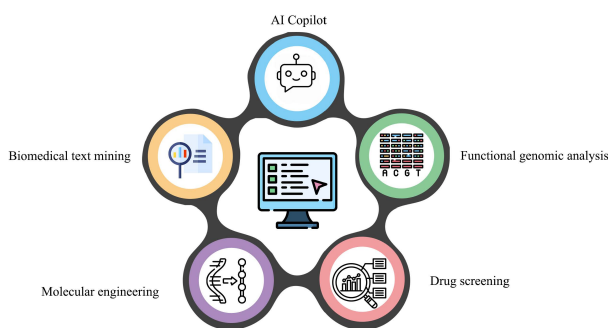 AI Copilot
Biomedical text mining
Functional genomic analysis
A C G T
Molecular engineering
Drug screening